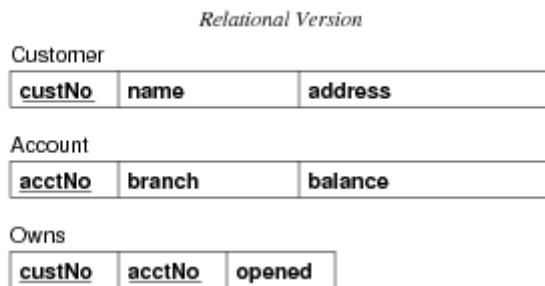 Relational Version
Customer
custNo name address
Account
acctNo branch balance
Owns
custNo acctNo opened